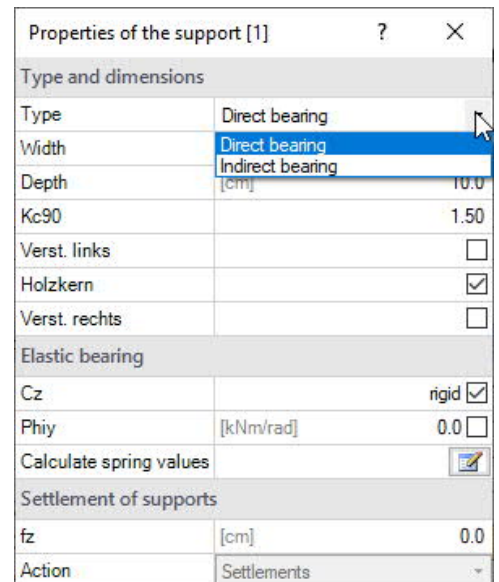 Properties of the support [1] ? ×
Type and dimensions
Type Direct bearing
Width Direct bearing
Indirect bearing
Depth [cm] 10.0
Kc90 1.50
Verst. links
Holzkern
Verst. rechts
Elastic bearing
Cz rigid
Phiy [kNm/rad] 0.0
Calculate spring values
Settlement of supports
fz [cm] 0.0
Action Settlements